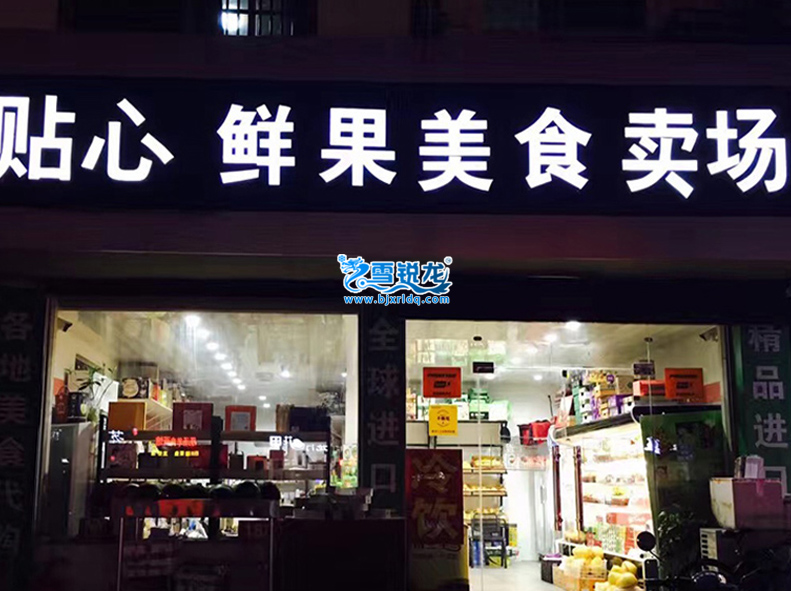 贴心 鲜果美食卖场
雪锐龙
www.bjxrldq.com
各地美食代购
全球进口
精品进口
冷饮